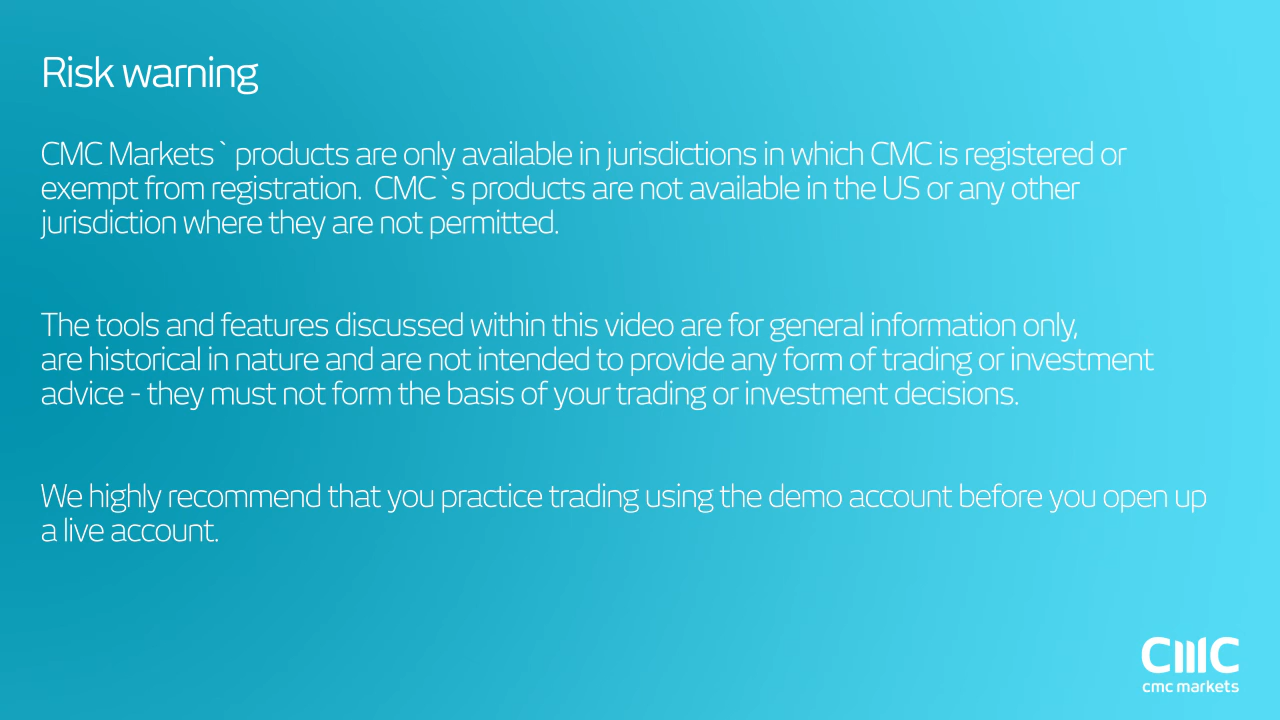 Risk warning
CMC Markets` products are only available in jurisdictions in which CMC is registered or
exempt from registration.  CMC`s products are not available in the US or any other
jurisdiction where they are not permitted.
The tools and features discussed within this video are for general information only,
are historical in nature and are not intended to provide any form of trading or investment
advice - they must not form the basis of your trading or investment decisions.
We highly recommend that you practice trading using the demo account before you open up
a live account.
CMC
cmc markets